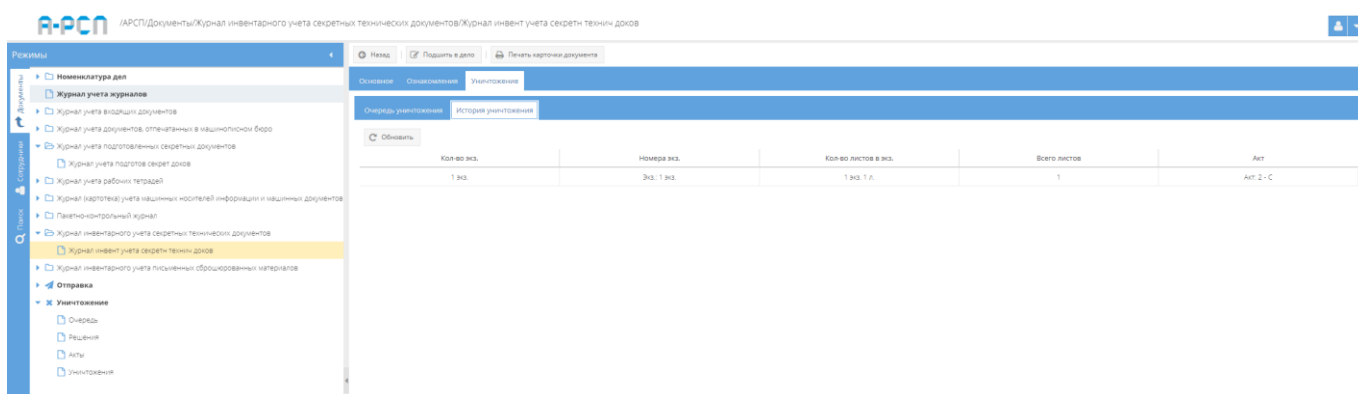 А-РСП
/АРСП/Документы/Журнал инвентарного учета секретных технических документов/Журнал инвент учета секретн технич доков
Режимы
Назад
Подшить в дело
Печать карточки документа
Документы
Сотрудники
Поиск
Номенклатура дел
Журнал учета журналов
Журнал учета входящих документов
Журнал учета документов, отпечатанных в машинописном бюро
Журнал учета подготовленных секретных документов
Журнал учета подготов секрет доков
Журнал учета рабочих тетрадей
Журнал (картотека) учета машинных носителей информации и машинных документов
Пакетно-контрольный журнал
Журнал инвентарного учета секретных технических документов
Журнал инвент учета секретн технич доков
Журнал инвентарного учета письменных сброшюрованных материалов
Отправка
Уничтожение
Очередь
Решения
Акты
Уничтожения
Основное Ознакомления Уничтожение
Очередь уничтожения История уничтожения
Обновить
Кол-во экз. Номера экз. Кол-во листов в экз. Всего листов Акт
1 экз. Экз.: 1 экз. 1 экз. 1 л. 1 Акт: 2 - С